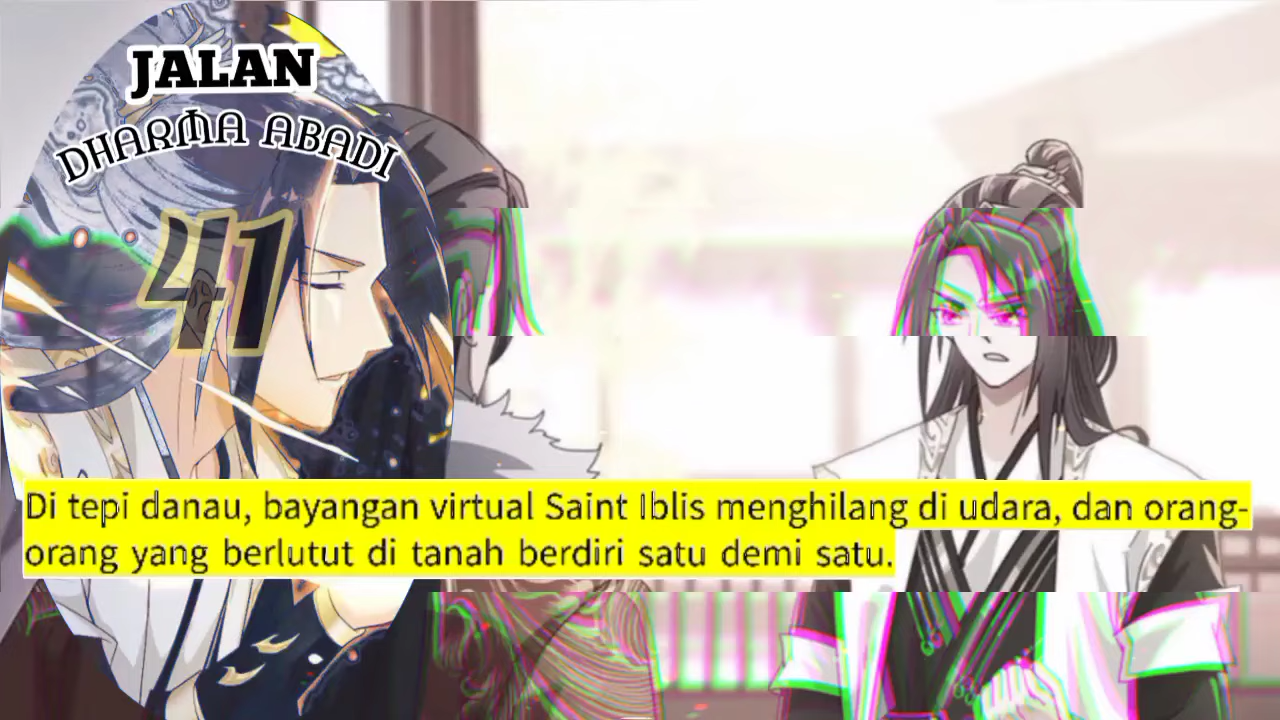 JALAN
DHARMA ABADI
41
Di tepi danau, bayangan virtual Saint Iblis menghilang di udara, dan orang-
orang yang berlutut di tanah berdiri satu demi satu.